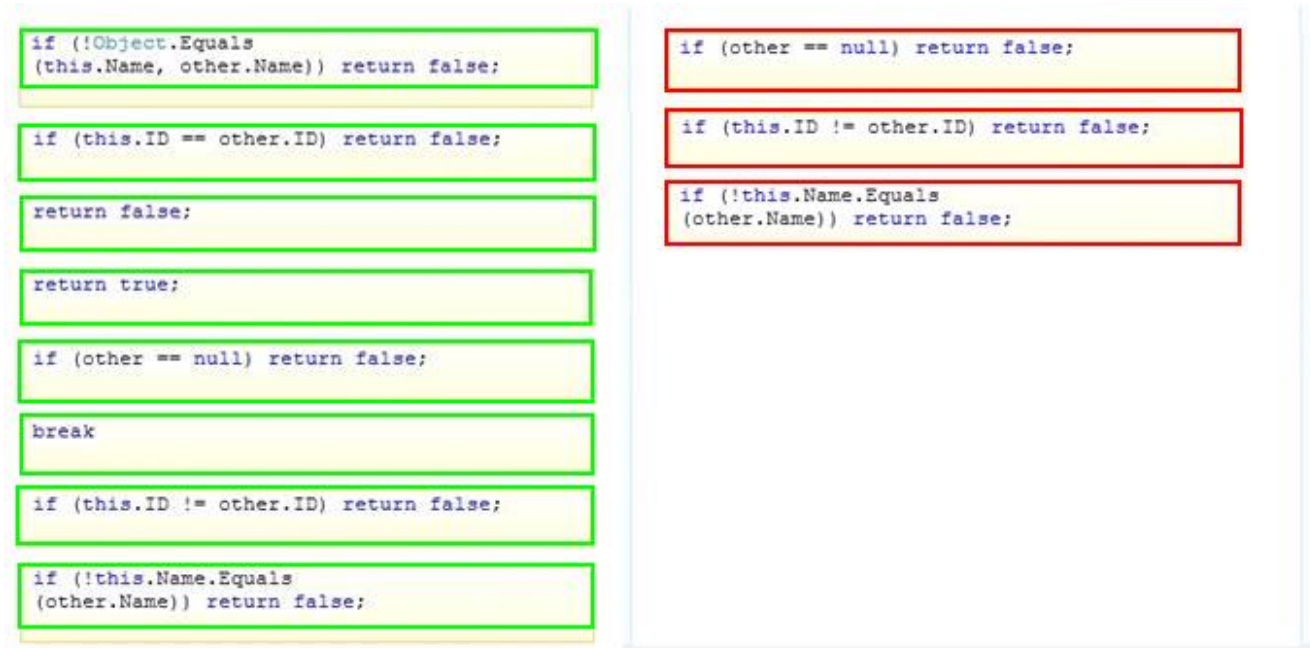 if (!Object.Equals
(this.Name, other.Name)) return false;
if (this.ID == other.ID) return false;
return false;
return true;
if (other == null) return false;
break
if (this.ID != other.ID) return false;
if (!this.Name.Equals
(other.Name)) return false;
if (other == null) return false;
if (this.ID != other.ID) return false;
if (!this.Name.Equals
(other.Name)) return false;